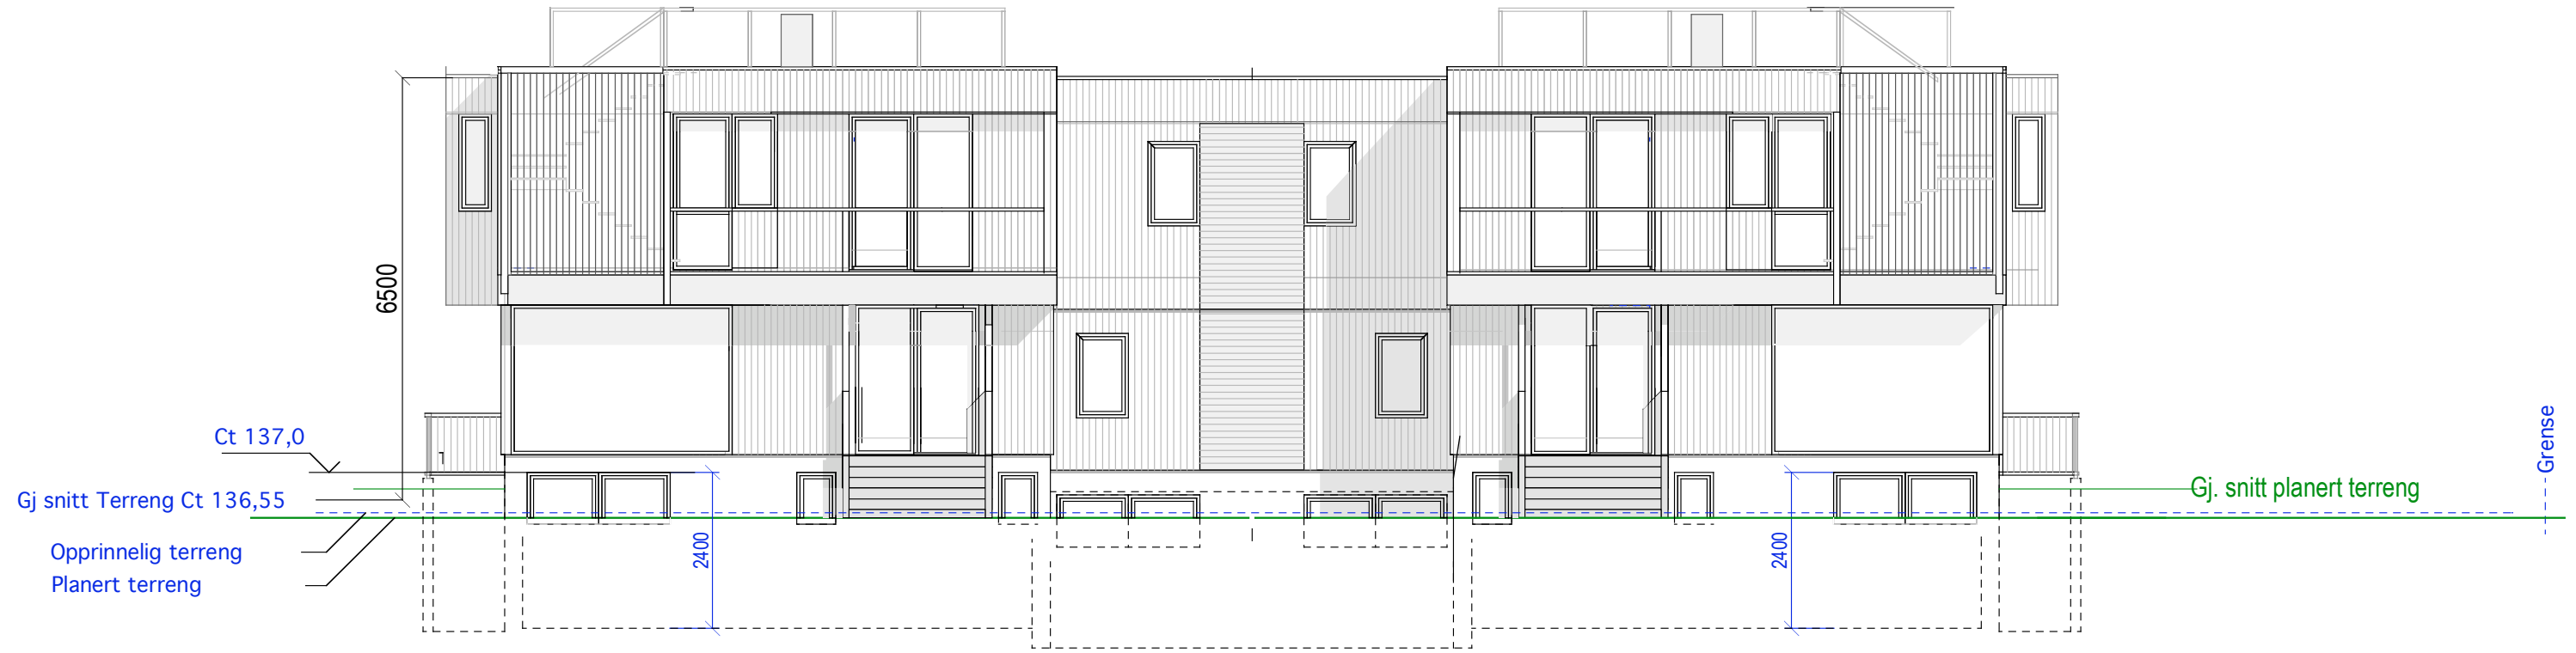 6500
Ct 137,0
Grense
Gj snitt Terreng Ct 136,55
Gj. snitt planert terreng
Opprinnelig terreng
2400
2400
Planert terreng